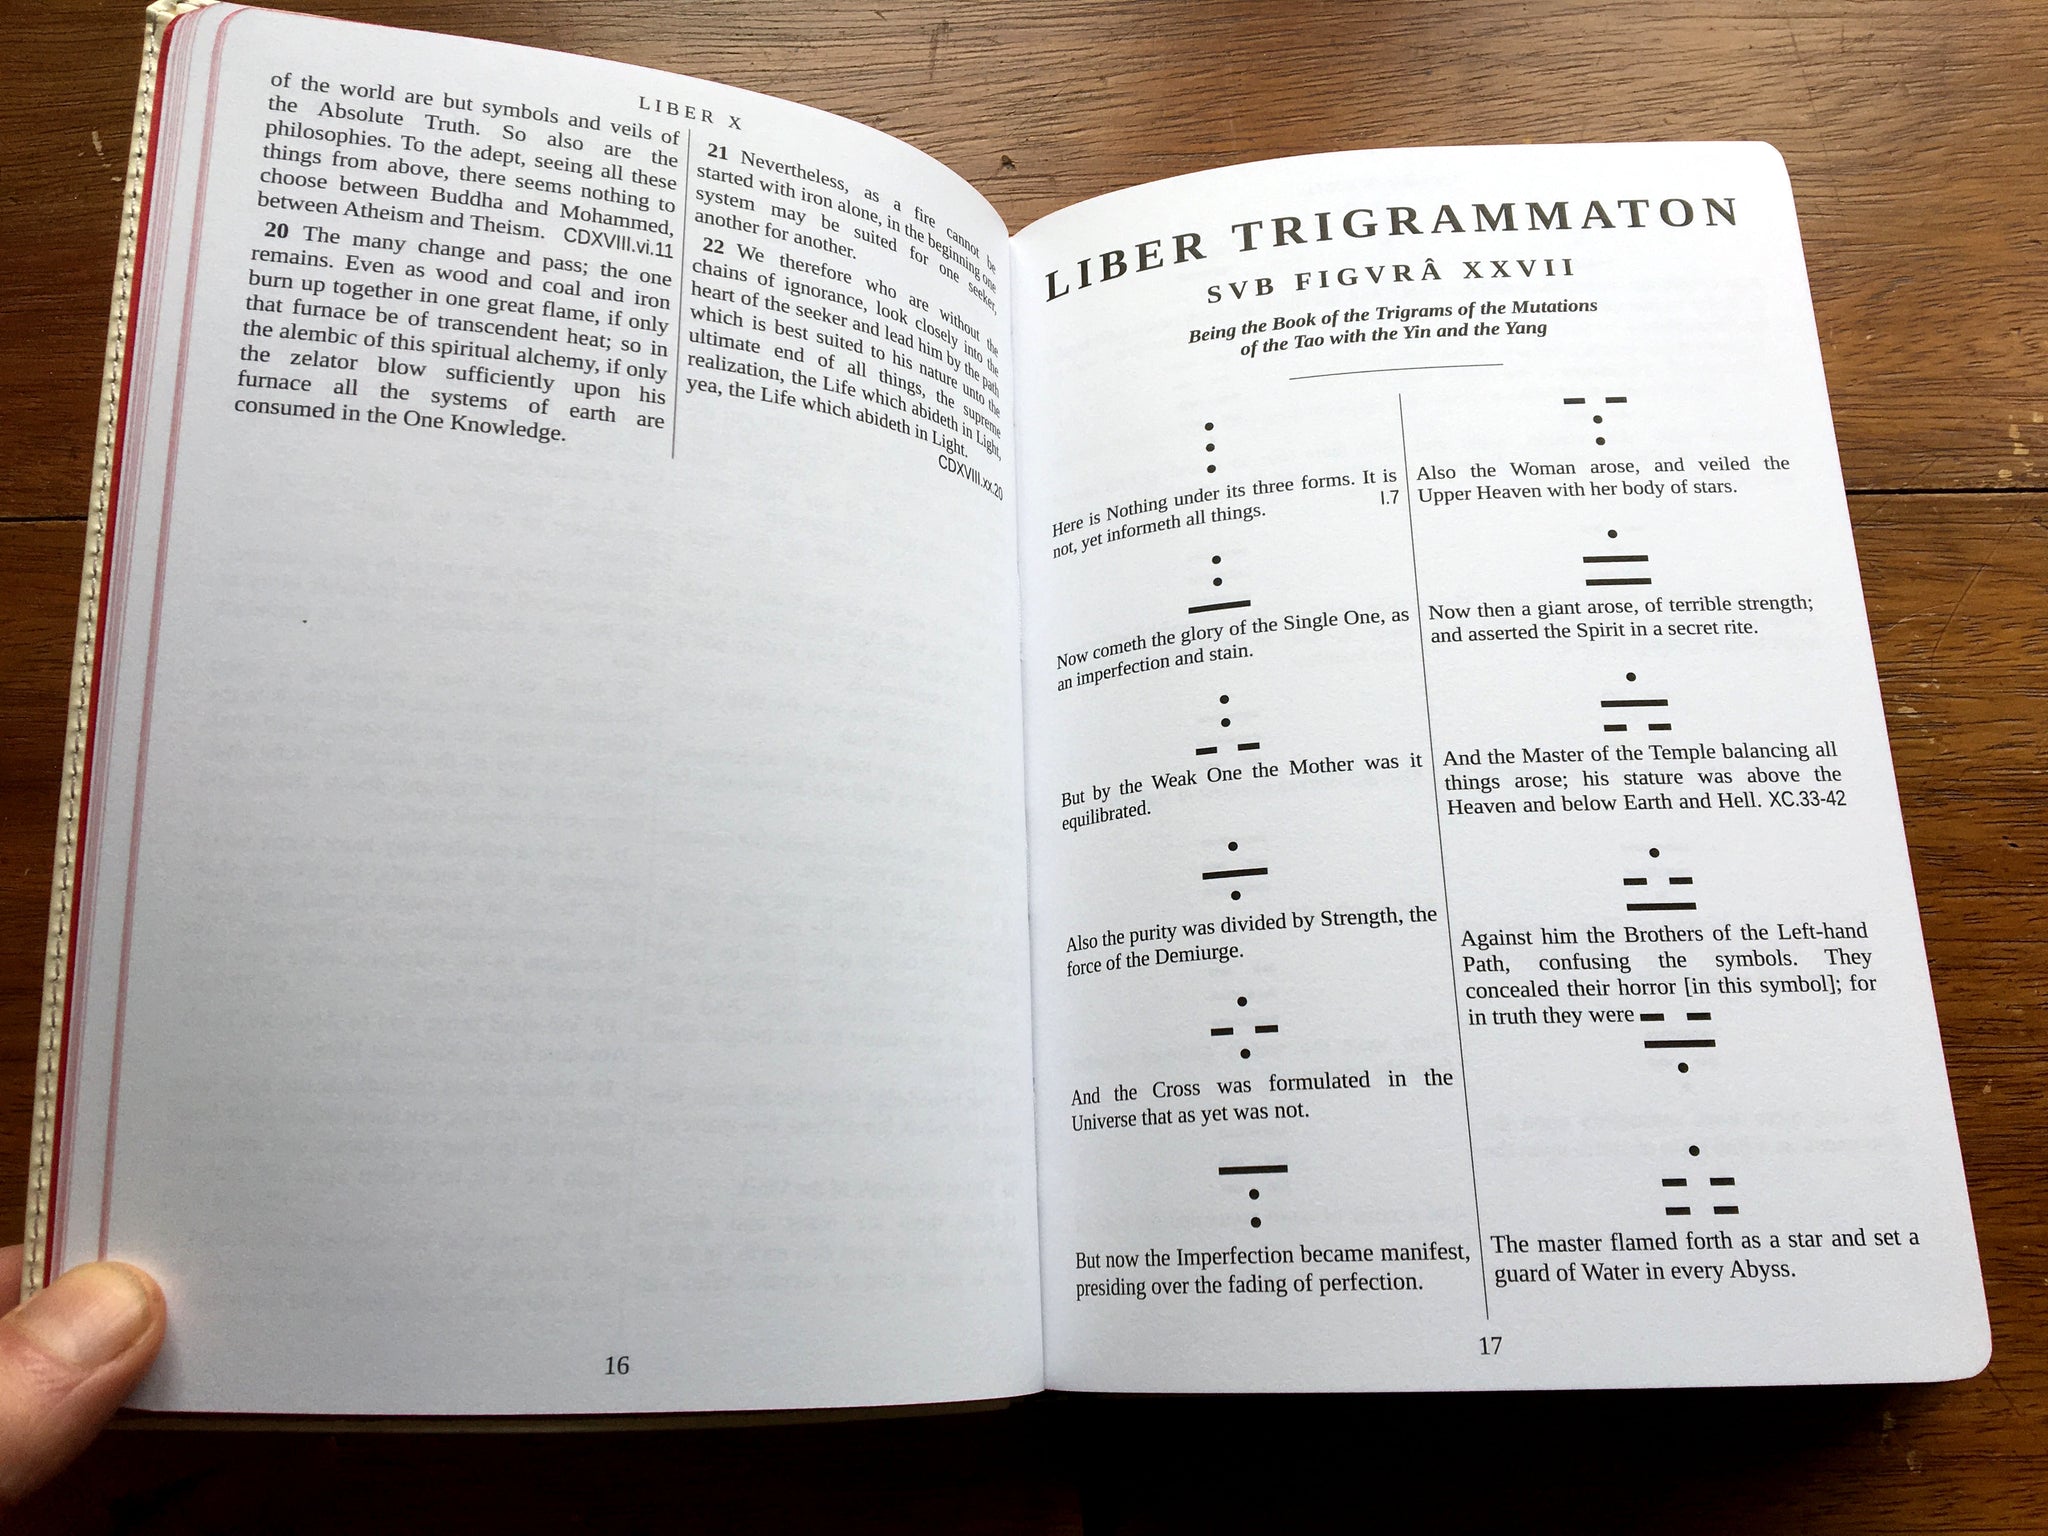 LIBER X
of the world are but symbols and veils of
the Absolute Truth. So also are the
philosophies. To the adept, seeing all these
things from above, there seems nothing to
choose between Buddha and Mohammed,
between Atheism and Theism. CDXVIII.vi.11
20 The many change and pass; the one
remains. Even as wood and coal and iron
burn up together in one great flame, if only
that furnace be of transcendent heat; so in
the alembic of this spiritual alchemy, if only
the zelator blow sufficiently upon his
furnace all the systems of earth are
consumed in the One Knowledge.
21 Nevertheless, as a fire cannot be
started with iron alone, in the beginning one
system may be suited for one seeker,
another for another.
22 We therefore who are without the
chains of ignorance, look closely into the
heart of the seeker and lead him by the path
which is best suited to his nature unto the
ultimate end of all things, the supreme
realization, the Life which abideth in Light,
yea, the Life which abideth in Light.
CDXVIII.xx.20
16
LIBER TRIGRAMMATON
SVB FIGVRÂ XXVII
Being the Book of the Trigrams of the Mutations
of the Tao with the Yin and the Yang
Here is Nothing under its three forms. It is
not, yet informeth all things. I.7
Now cometh the glory of the Single One, as
an imperfection and stain.
But by the Weak One the Mother was it
equilibrated.
Also the purity was divided by Strength, the
force of the Demiurge.
And the Cross was formulated in the
Universe that as yet was not.
But now the Imperfection became manifest,
presiding over the fading of perfection.
Also the Woman arose, and veiled the
Upper Heaven with her body of stars.
Now then a giant arose, of terrible strength;
and asserted the Spirit in a secret rite.
And the Master of the Temple balancing all
things arose; his stature was above the
Heaven and below Earth and Hell. XC.33-42
Against him the Brothers of the Left-hand
Path, confusing the symbols. They
concealed their horror [in this symbol]; for
in truth they were
The master flamed forth as a star and set a
guard of Water in every Abyss.
17